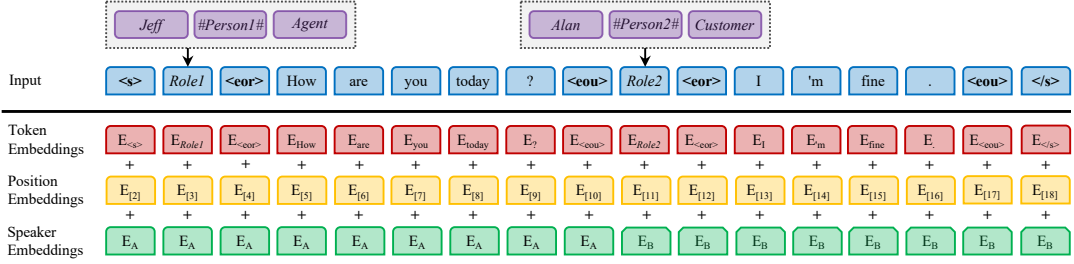 Jeff #Person1# Agent Alan #Person2# Customer
Input <s> Role1 <eor> How are you today ? <eou> Role2 <eor> I 'm fine . <eou> </s>
Token
Embeddings
E<s> ERole1 E<eor> EHow Eare Eyou Etoday E? E<eou> ERole2 E<eor> EI E'm Efine E. E<eou> E</s>
+ + + + + + + + + + + + + + + + +
Position
Embeddings
E[2] E[3] E[4] E[5] E[6] E[7] E[8] E[9] E[10] E[11] E[12] E[13] E[14] E[15] E[16] E[17] E[18]
+ + + + + + + + + + + + + + + + +
Speaker
Embeddings
EA EA EA EA EA EA EA EA EA EB EB EB EB EB EB EB EB